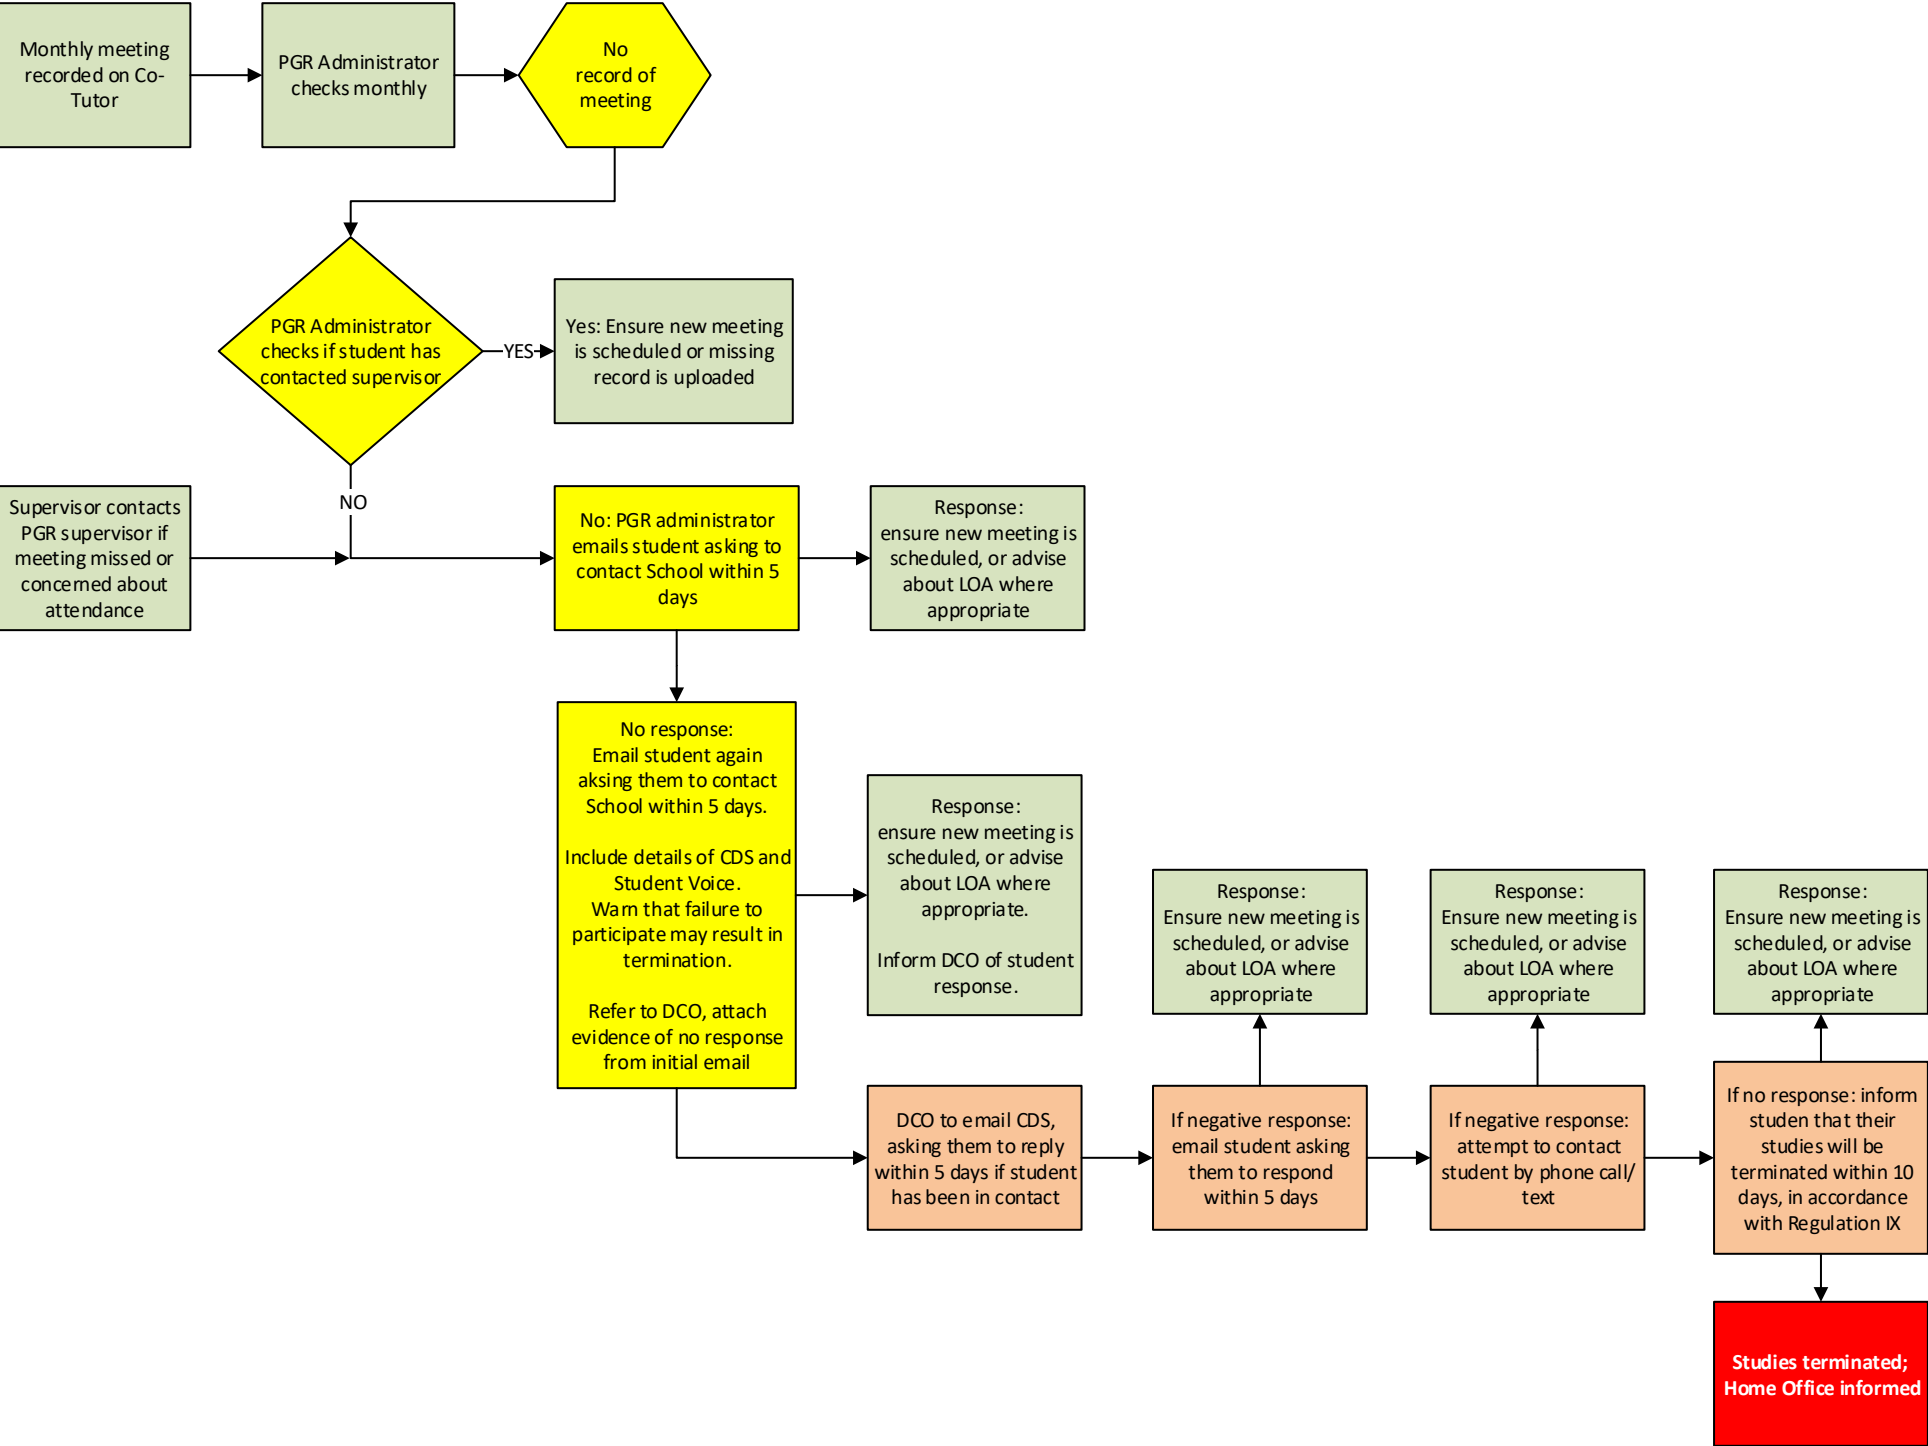 Monthly meeting
recorded on Co-
Tutor
PGR Administrator
checks monthly
No
record of
meeting
PGR Administrator
checks if student has
contacted supervisor
YES
Yes: Ensure new meeting
is scheduled or missing
record is uploaded
NO
Supervisor contacts
PGR supervisor if
meeting missed or
concerned about
attendance
No: PGR administrator
emails student asking to
contact School within 5
days
Response:
ensure new meeting is
scheduled, or advise
about LOA where
appropriate
No response:
Email student again
aksing them to contact
School within 5 days.
Include details of CDS and
Student Voice.
Warn that failure to
participate may result in
termination.
Refer to DCO, attach
evidence of no response
from initial email
Response:
ensure new meeting is
scheduled, or advise
about LOA where
appropriate.
Inform DCO of student
response.
Response:
Ensure new meeting is
scheduled, or advise
about LOA where
appropriate
Response:
Ensure new meeting is
scheduled, or advise
about LOA where
appropriate
Response:
Ensure new meeting is
scheduled, or advise
about LOA where
appropriate
DCO to email CDS,
asking them to reply
within 5 days if student
has been in contact
If negative response:
email student asking
them to respond
within 5 days
If negative response:
attempt to contact
student by phone call/
text
If no response: inform
studen that their
studies will be
terminated within 10
days, in accordance
with Regulation IX
Studies terminated;
Home Office informed